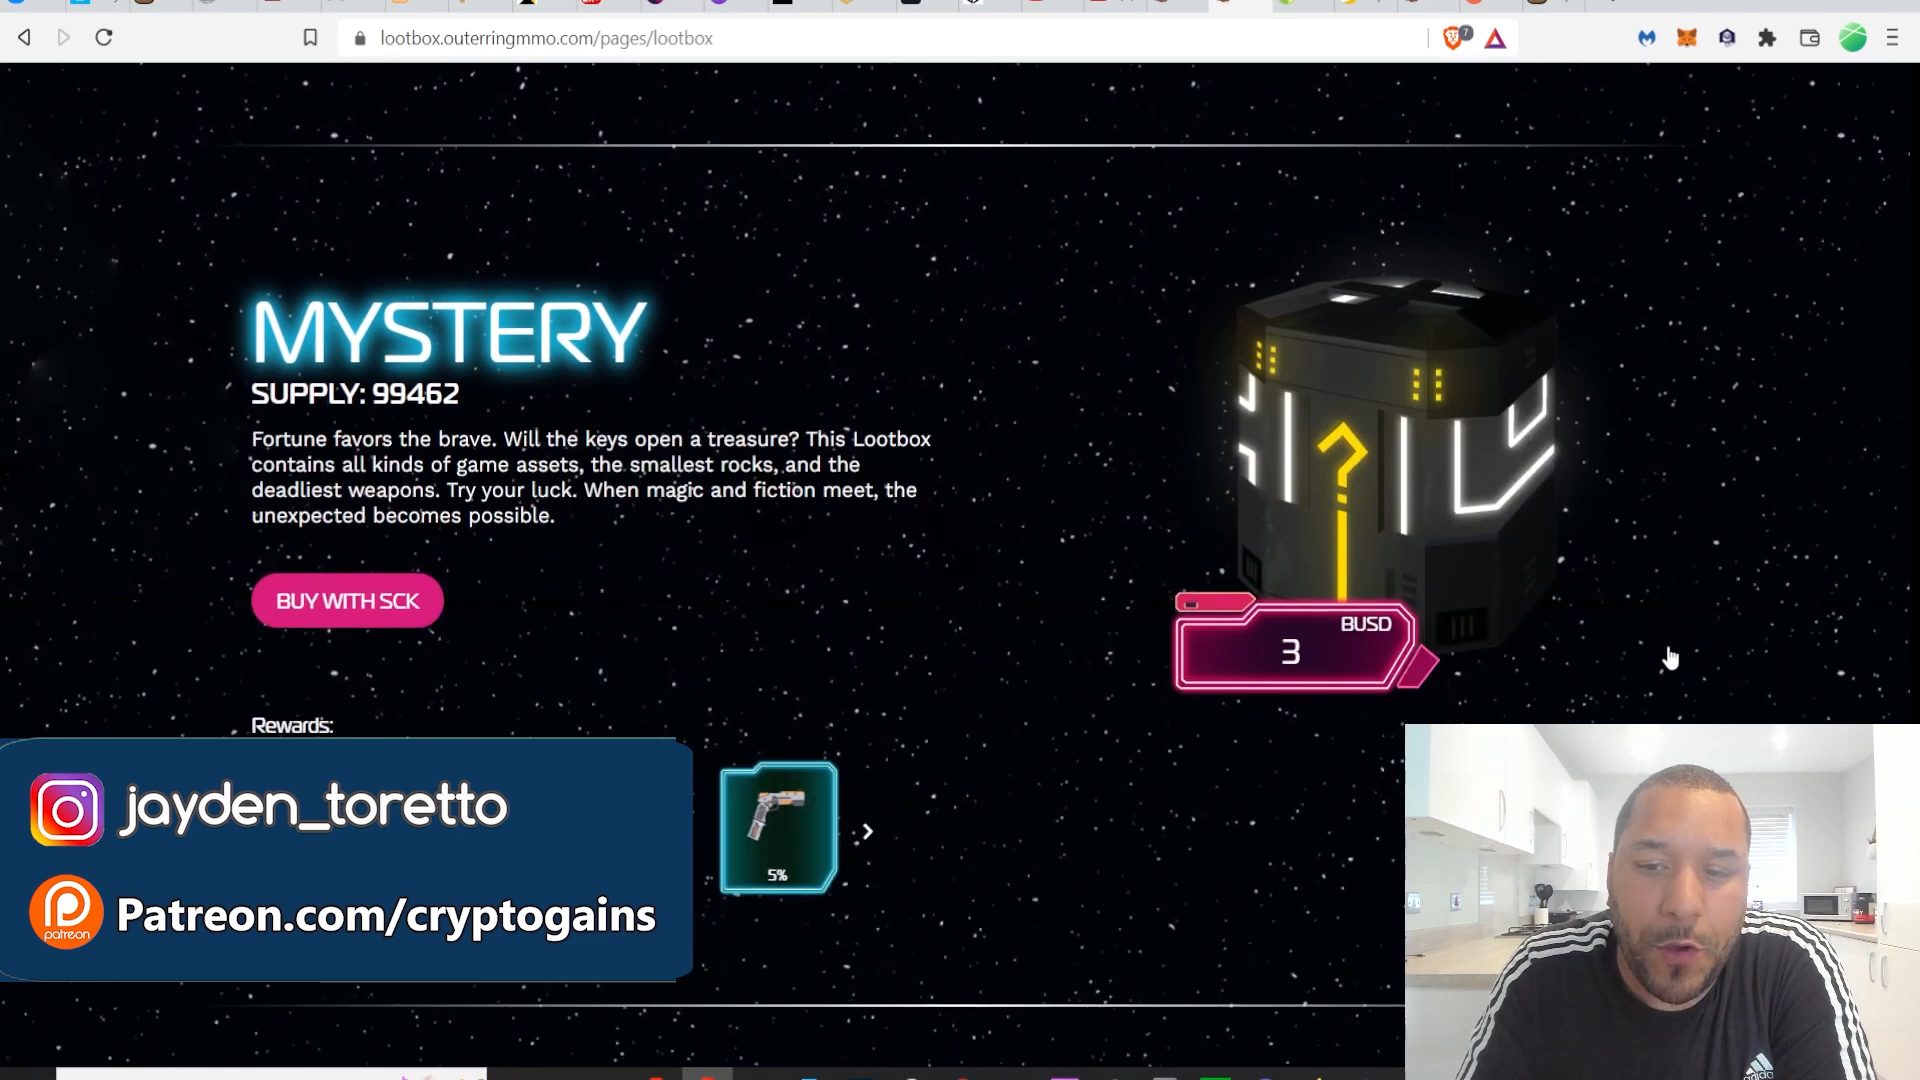 lootbox.outerringmmo.com/pages/lootbox
7
MYSTERY
SUPPLY: 99462
Fortune favors the brave. Will the keys open a treasure? This Lootbox
contains all kinds of game assets, the smallest rocks, and the
deadliest weapons. Try your luck. When magic and fiction meet, the
unexpected becomes possible.
BUY WITH SCK
?
BUSD
3
Rewards:
5%
jayden_toretto
patreon
Patreon.com/cryptogains
adidas